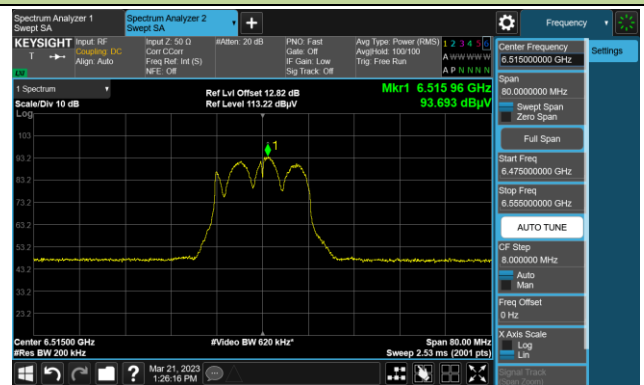 Spectrum Analyzer 1
Swept SA
Spectrum Analyzer 2
Swept SA
Frequency
KEYSIGHT
Input: RF
Coupling: DC
Align: Auto
Input Z: 50 Ω
Corr CCorr
Freq Ref: Int (S)
NFE: Off
#Atten: 20 dB
PNO: Fast
Gate: Off
IF Gain: Low
Sig Track: Off
Avg Type: Power (RMS)
Avg|Hold: 100/100
Trig: Free Run
1 2 3 4 5 6
A W W W W W
A P N N N N
LXI
1 Spectrum
Scale/Div 10 dB
Log
Ref Lvl Offset 12.82 dB
Ref Level 113.22 dBµV
Mkr1 6.515 96 GHz
93.693 dBµV
1
103
93.2
83.2
73.2
63.2
53.2
43.2
33.2
23.2
Center 6.51500 GHz
#Res BW 200 kHz
#Video BW 620 kHz*
Span 80.00 MHz
Sweep 2.53 ms (2001 pts)
Center Frequency
6.515000000 GHz
Settings
Span
80.0000000 MHz
Swept Span
Zero Span
Full Span
Start Freq
6.475000000 GHz
Stop Freq
6.555000000 GHz
AUTO TUNE
CF Step
8.000000 MHz
Auto
Man
Freq Offset
0 Hz
X Axis Scale
Log
Lin
Signal Track
(Span Zoom)
Mar 21, 2023
1:26:16 PM